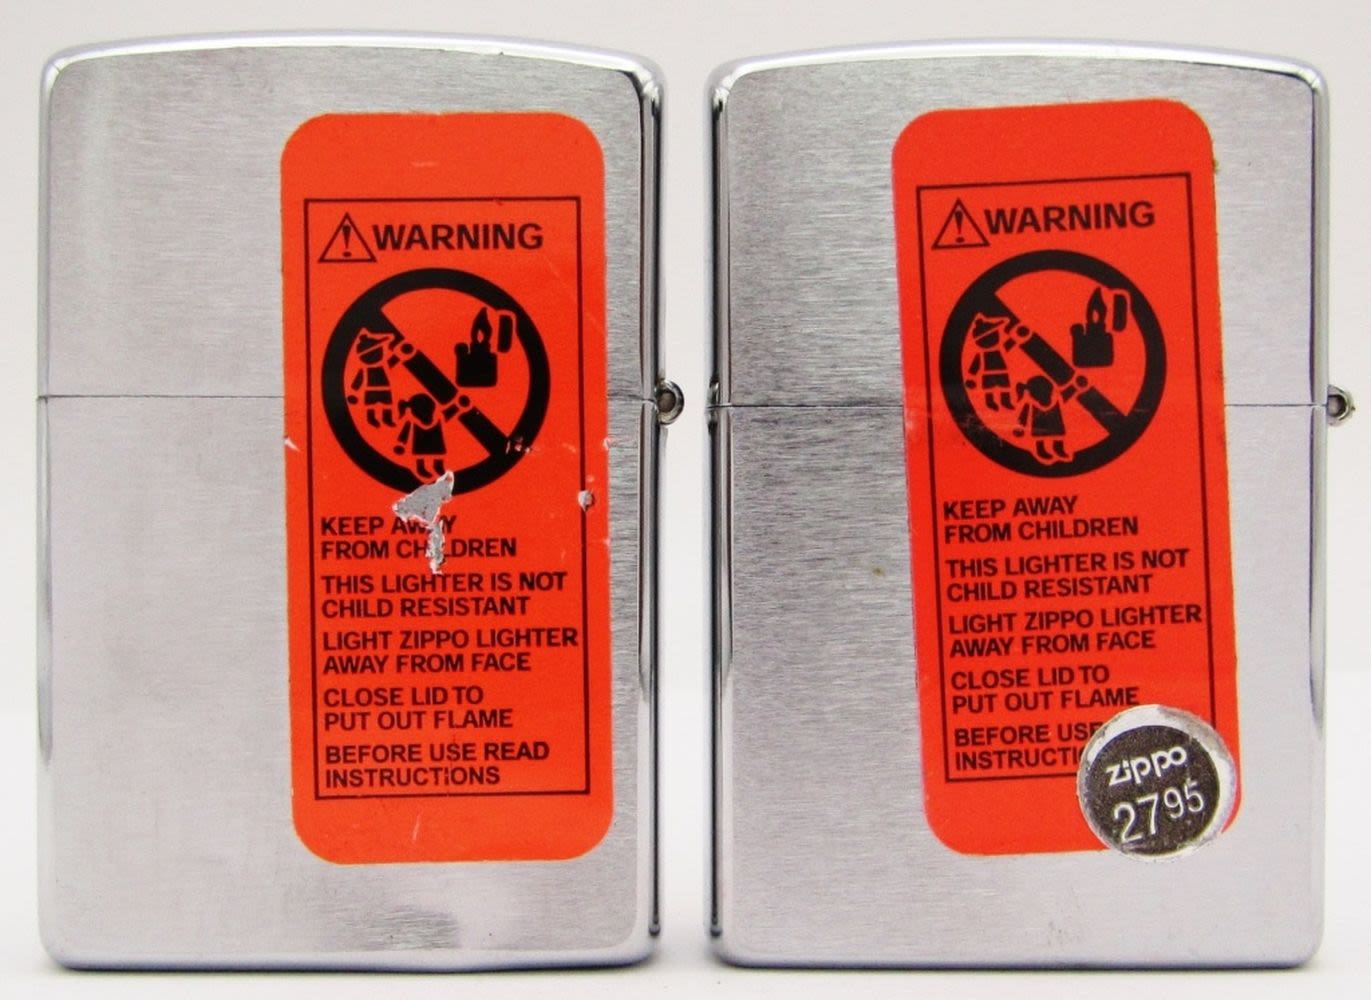 WARNING
KEEP AWAY
FROM CHILDREN
THIS LIGHTER IS NOT
CHILD RESISTANT
LIGHT ZIPPO LIGHTER
AWAY FROM FACE
CLOSE LID TO
PUT OUT FLAME
BEFORE USE READ
INSTRUCTIONS
WARNING
KEEP AWAY
FROM CHILDREN
THIS LIGHTER IS NOT
CHILD RESISTANT
LIGHT ZIPPO LIGHTER
AWAY FROM FACE
CLOSE LID TO
PUT OUT FLAME
BEFORE USE
zippo
2795